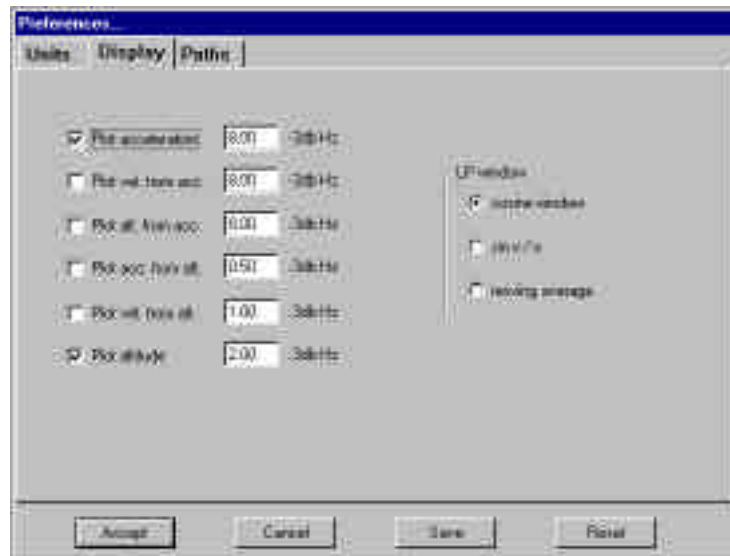 Preferences...
Units Display Paths
Plot acceleration: 8.00 -3db Hz
Plot vel. from acc. 8.00 -3db Hz
Plot alt. from acc. 8.00 -3db Hz
Plot acc. from alt. 0.50 -3db Hz
Plot vel. from alt. 1.00 -3db Hz
Plot altitude: 2.00 -3db Hz
LP window
cosine window
sin x / x
moving average
Accept Cancel Save Reset